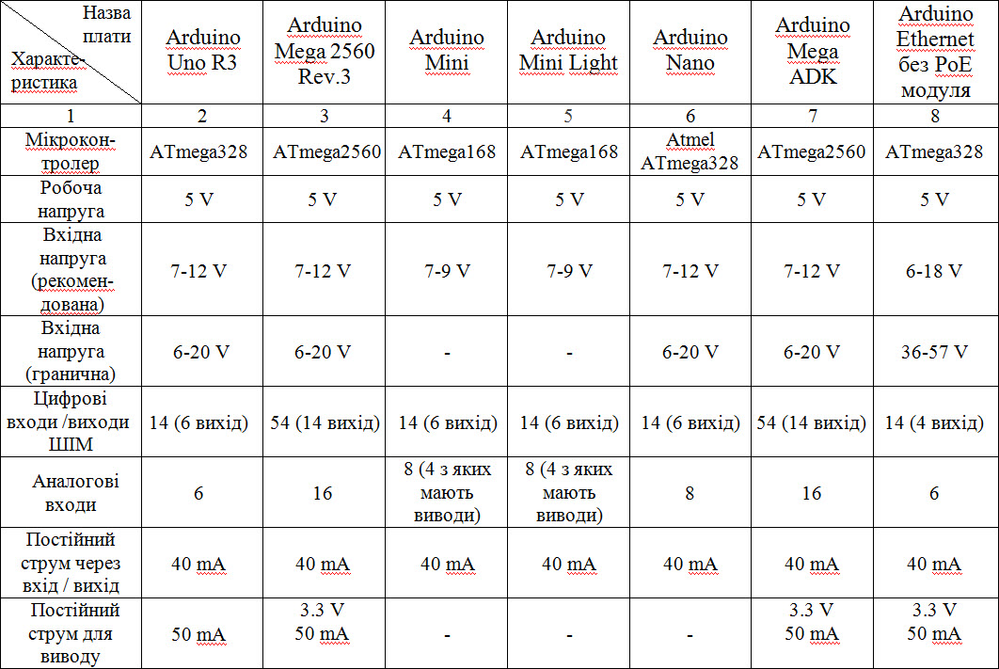 Назва
плати
Характе-
ристика
Arduino
Uno R3
Arduino
Mega 2560
Rev.3
Arduino
Mini
Arduino
Mini Light
Arduino
Nano
Arduino
Mega
ADK
Arduino
Ethernet
без PoE
модуля
1
2
3
4
5
6
7
8
Мікрокон-
тролер
ATmega328
ATmega2560
ATmega168
ATmega168
Atmel
ATmega328
ATmega2560
ATmega328
Робоча
напруга
5 V
5 V
5 V
5 V
5 V
5 V
5 V
Вхідна
напруга
(рекомен-
дована)
7-12 V
7-12 V
7-9 V
7-9 V
7-12 V
7-12 V
6-18 V
Вхідна
напруга
(гранична)
6-20 V
6-20 V
-
-
6-20 V
6-20 V
36-57 V
Цифрові
входи /виходи
ШІМ
14 (6 вихід)
54 (14 вихід)
14 (6 вихід)
14 (6 вихід)
14 (6 вихід)
54 (14 вихід)
14 (4 вихід)
Аналогові
входи
6
16
8 (4 з яких
мають
виводи)
8 (4 з яких
мають
виводи)
8
16
6
Постійний
струм через
вхід / вихід
40 mA
40 mA
40 mA
40 mA
40 mA
40 mA
40 mA
Постійний
струм для
виводу
50 mA
3.3 V
50 mA
-
-
-
3.3 V
50 mA
3.3 V
50 mA